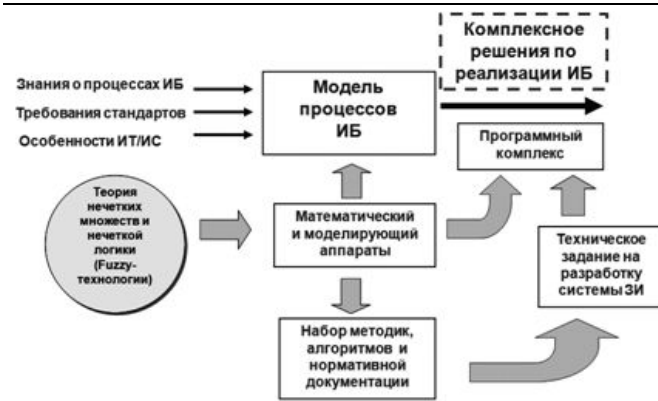 Комплексное
решения по
реализации ИБ
Знания о процессах ИБ
Требования стандартов
Особенности ИТ/ИС
Модель
процессов
ИБ
Программный
комплекс
Теория
нечетких
множеств и
нечеткой
логики
(Fuzzy-
технологии)
Математический
и моделирующий
аппараты
Техническое
задание на
разработку
системы ЗИ
Набор методик,
алгоритмов и
нормативной
документации